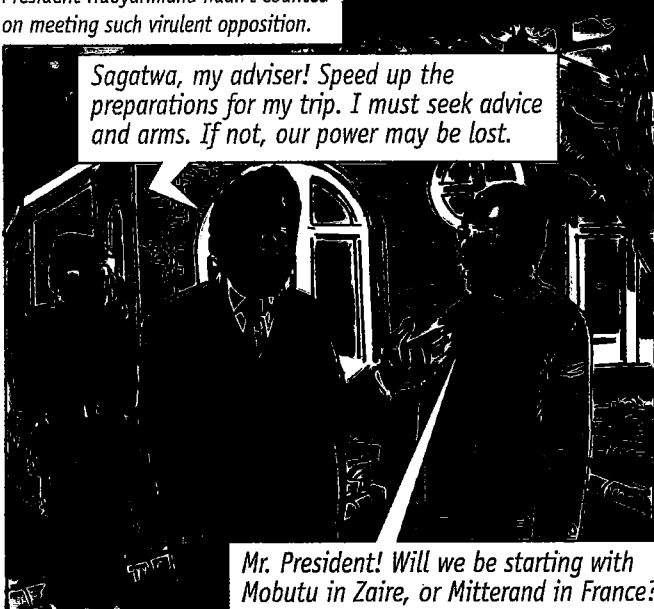 on meeting such virulent opposition.
Sagatwa, my adviser! Speed up the
preparations for my trip. I must seek advice
and arms. If not, our power may be lost.
Mr. President! Will we be starting with
Mobutu in Zaire, or Mitterand in France?